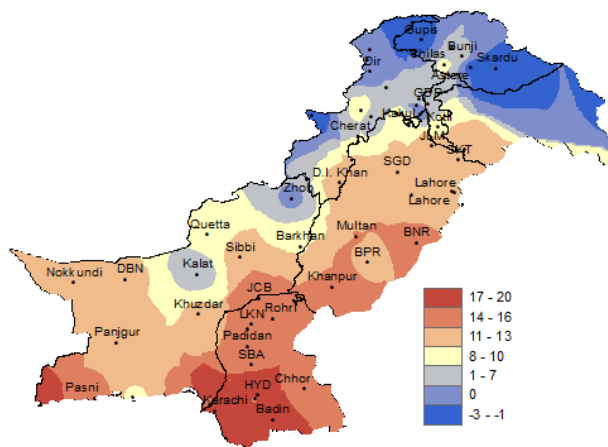 Gupis
Chilas
Bunji
Dir
Skardu
Astore
Kakul
Cherat
Kotli
JLM
SKT
SGD
D.I. Khan
Zhob
Lahore
Lahore
Quetta
Multan
BNR
Barkhan
Sibbi
BPR
DBN
Kalat
Nokkundi
Khanpur
JCB
Khuzdar
LKN
Rohri
Padidan
Panjgur
SBA
Pasni
HYD
Chhor
Karachi
Badin
17 - 20
14 - 16
11 - 13
8 - 10
1 - 7
0
-3 - -1